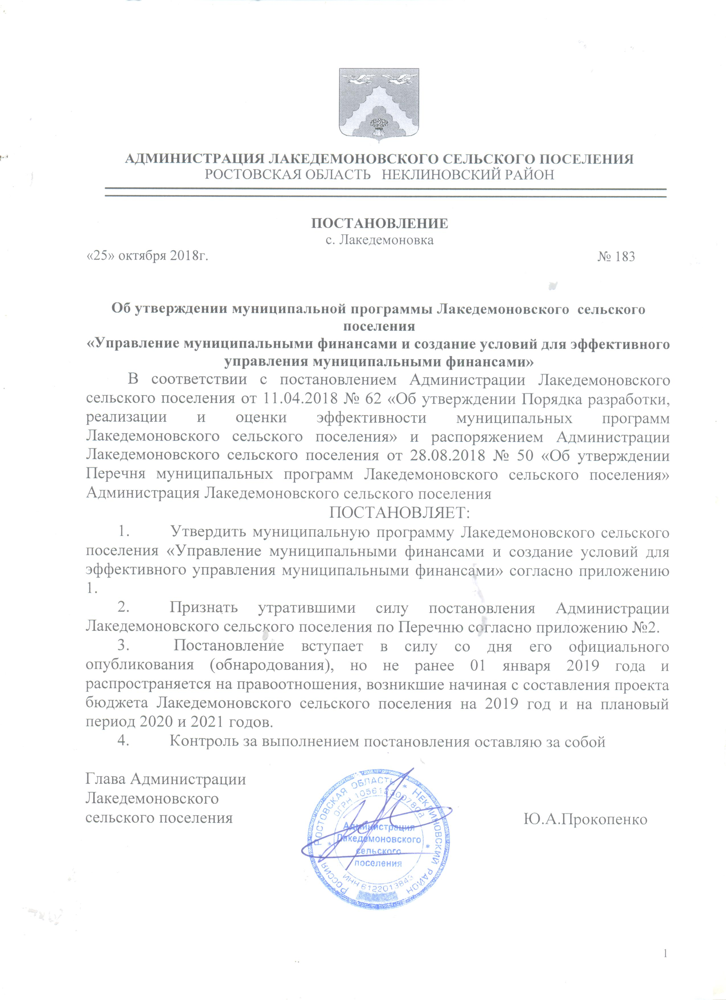 АДМИНИСТРАЦИЯ ЛАКЕДЕМОНОВСКОГО СЕЛЬСКОГО ПОСЕЛЕНИЯ
РОСТОВСКАЯ ОБЛАСТЬ НЕКЛИНОВСКИЙ РАЙОН
ПОСТАНОВЛЕНИЕ
с. Лакедемоновка
«25» октября 2018г. № 183
Об утверждении муниципальной программы Лакедемоновского сельского
поселения
«Управление муниципальными финансами и создание условий для эффективного
управления муниципальными финансами»
В соответствии с постановлением Администрации Лакедемоновского
сельского поселения от 11.04.2018 № 62 «Об утверждении Порядка разработки,
реализации и оценки эффективности муниципальных программ
Лакедемоновского сельского поселения» и распоряжением Администрации
Лакедемоновского сельского поселения от 28.08.2018 № 50 «Об утверждении
Перечня муниципальных программ Лакедемоновского сельского поселения»
Администрация Лакедемоновского сельского поселения
ПОСТАНОВЛЯЕТ:
1. Утвердить муниципальную программу Лакедемоновского сельского
поселения «Управление муниципальными финансами и создание условий для
эффективного управления муниципальными финансами» согласно приложению
1.
2. Признать утратившими силу постановления Администрации
Лакедемоновского сельского поселения по Перечню согласно приложению №2.
3. Постановление вступает в силу со дня его официального
опубликования (обнародования), но не ранее 01 января 2019 года и
распространяется на правоотношения, возникшие начиная с составления проекта
бюджета Лакедемоновского сельского поселения на 2019 год и на плановый
период 2020 и 2021 годов.
4. Контроль за выполнением постановления оставляю за собой
Глава Администрации
Лакедемоновского
сельского поселения Ю.А.Прокопенко
РОССИЯ * РОСТОВСКАЯ ОБЛАСТЬ * НЕКЛИНОВСКИЙ РАЙОН
* ОГРН 1056123007808 *
Администрация
Лакедемоновского
сельского
поселения
ИНН 6122013843
1